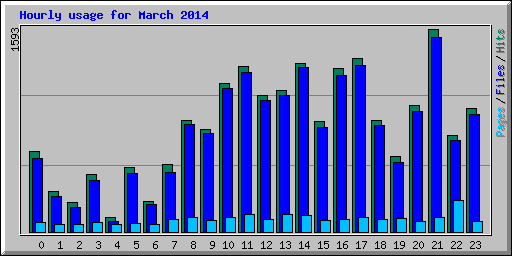 Hourly usage for March 2014
1593
Pages / Files / Hits
0 1 2 3 4 5 6 7 8 9 10 11 12 13 14 15 16 17 18 19 20 21 22 23